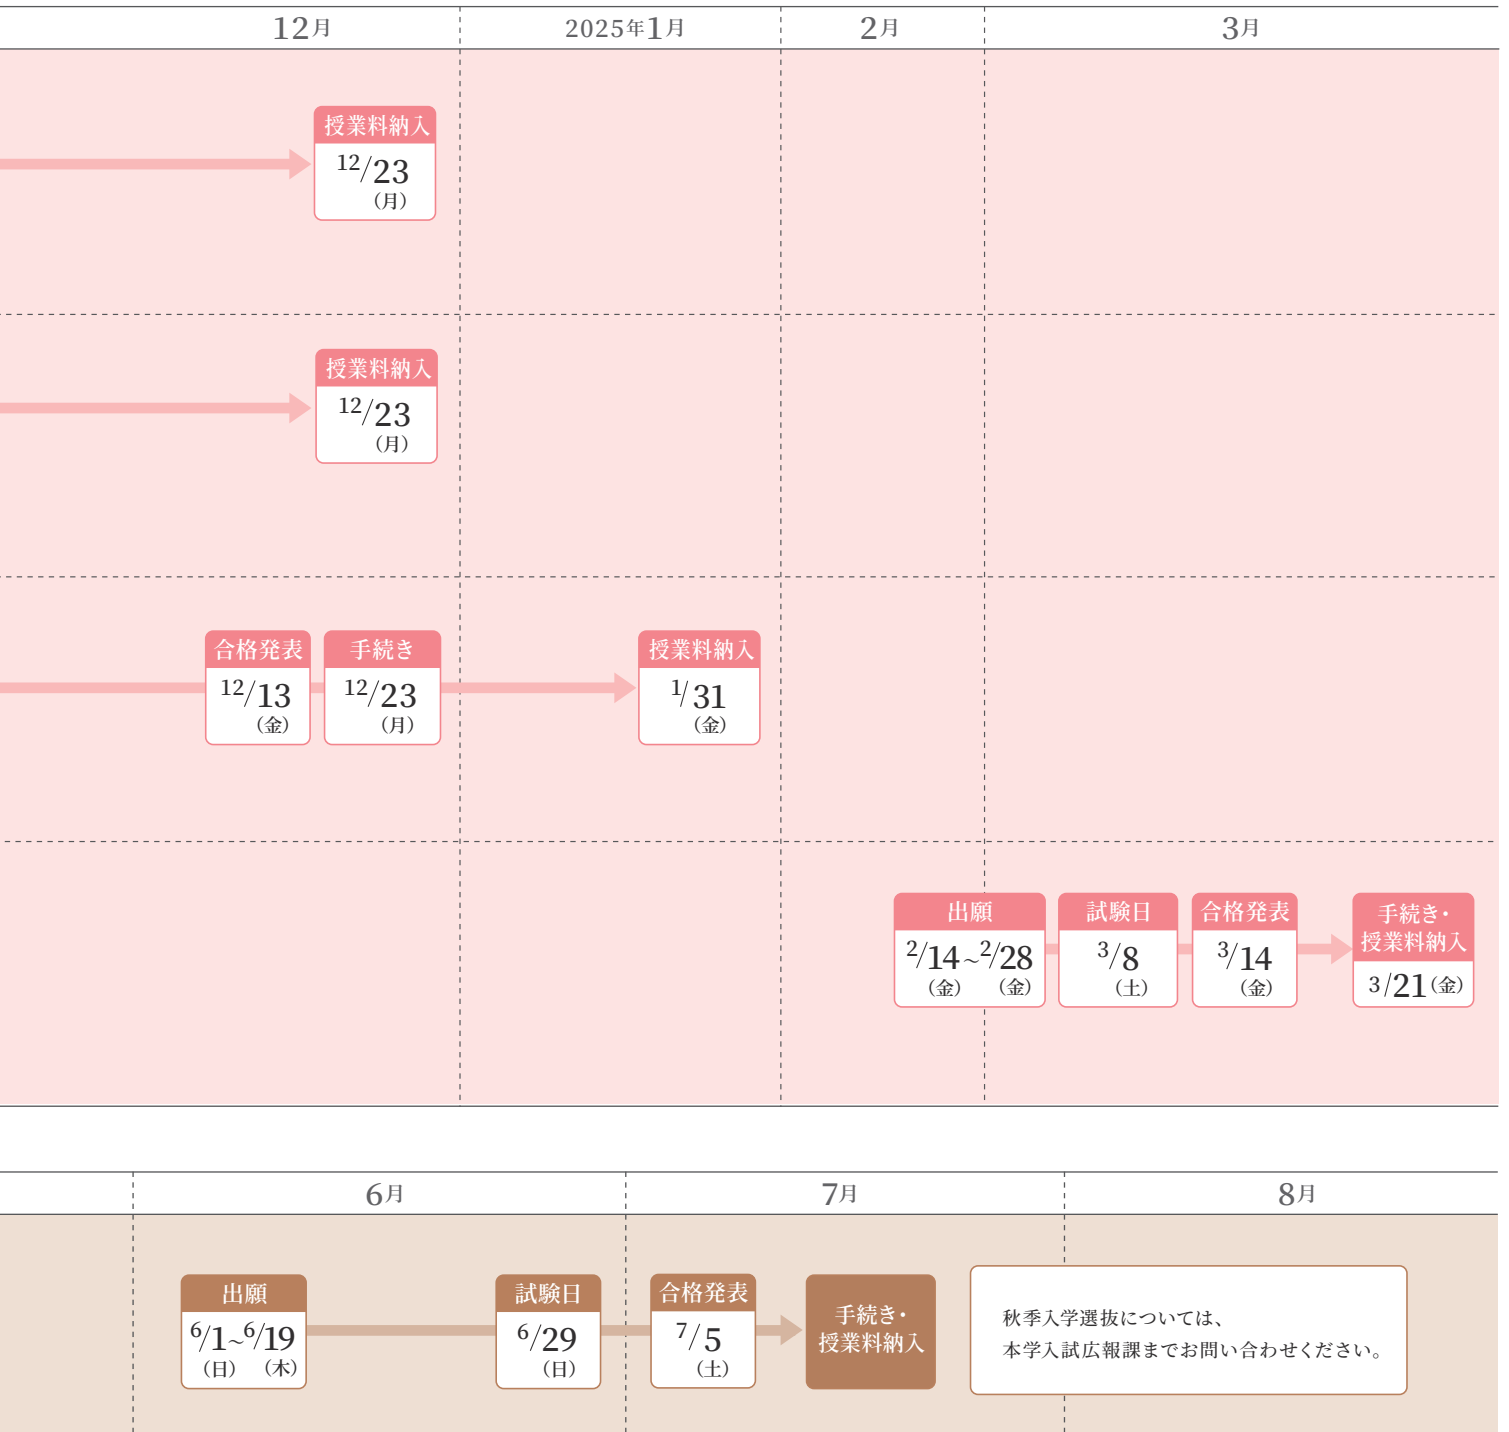 12月
2025年1月
2月
3月
授業料納入
12/23
（月）
授業料納入
12/23
（月）
合格発表
12/13
（金）
手続き
12/23
（月）
授業料納入
1/31
（金）
出願
2/14～2/28
（金） （金）
試験日
3/8
（土）
合格発表
3/14
（金）
手続き・
授業料納入
3/21（金）
6月
7月
8月
出願
6/1～6/19
（日） （木）
試験日
6/29
（日）
合格発表
7/5
（土）
手続き・
授業料納入
秋季入学選抜については、
本学入試広報課までお問い合わせください。